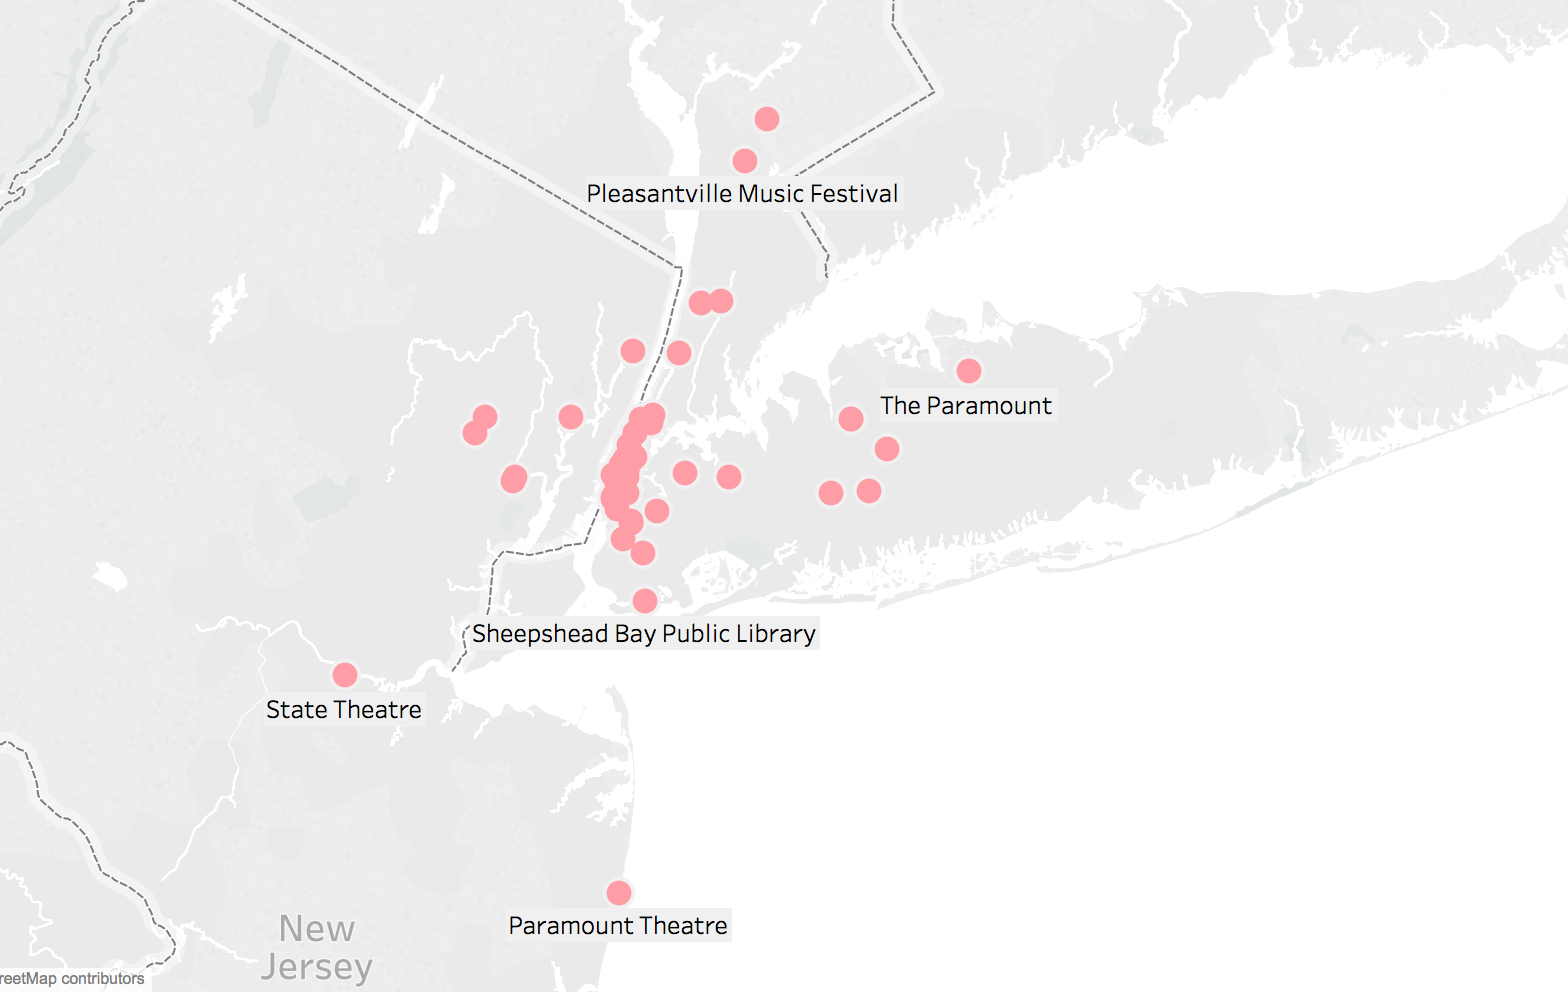 Pleasantville Music Festival
The Paramount
Sheepshead Bay Public Library
State Theatre
Paramount Theatre
New
Jersey
reetMap contributors